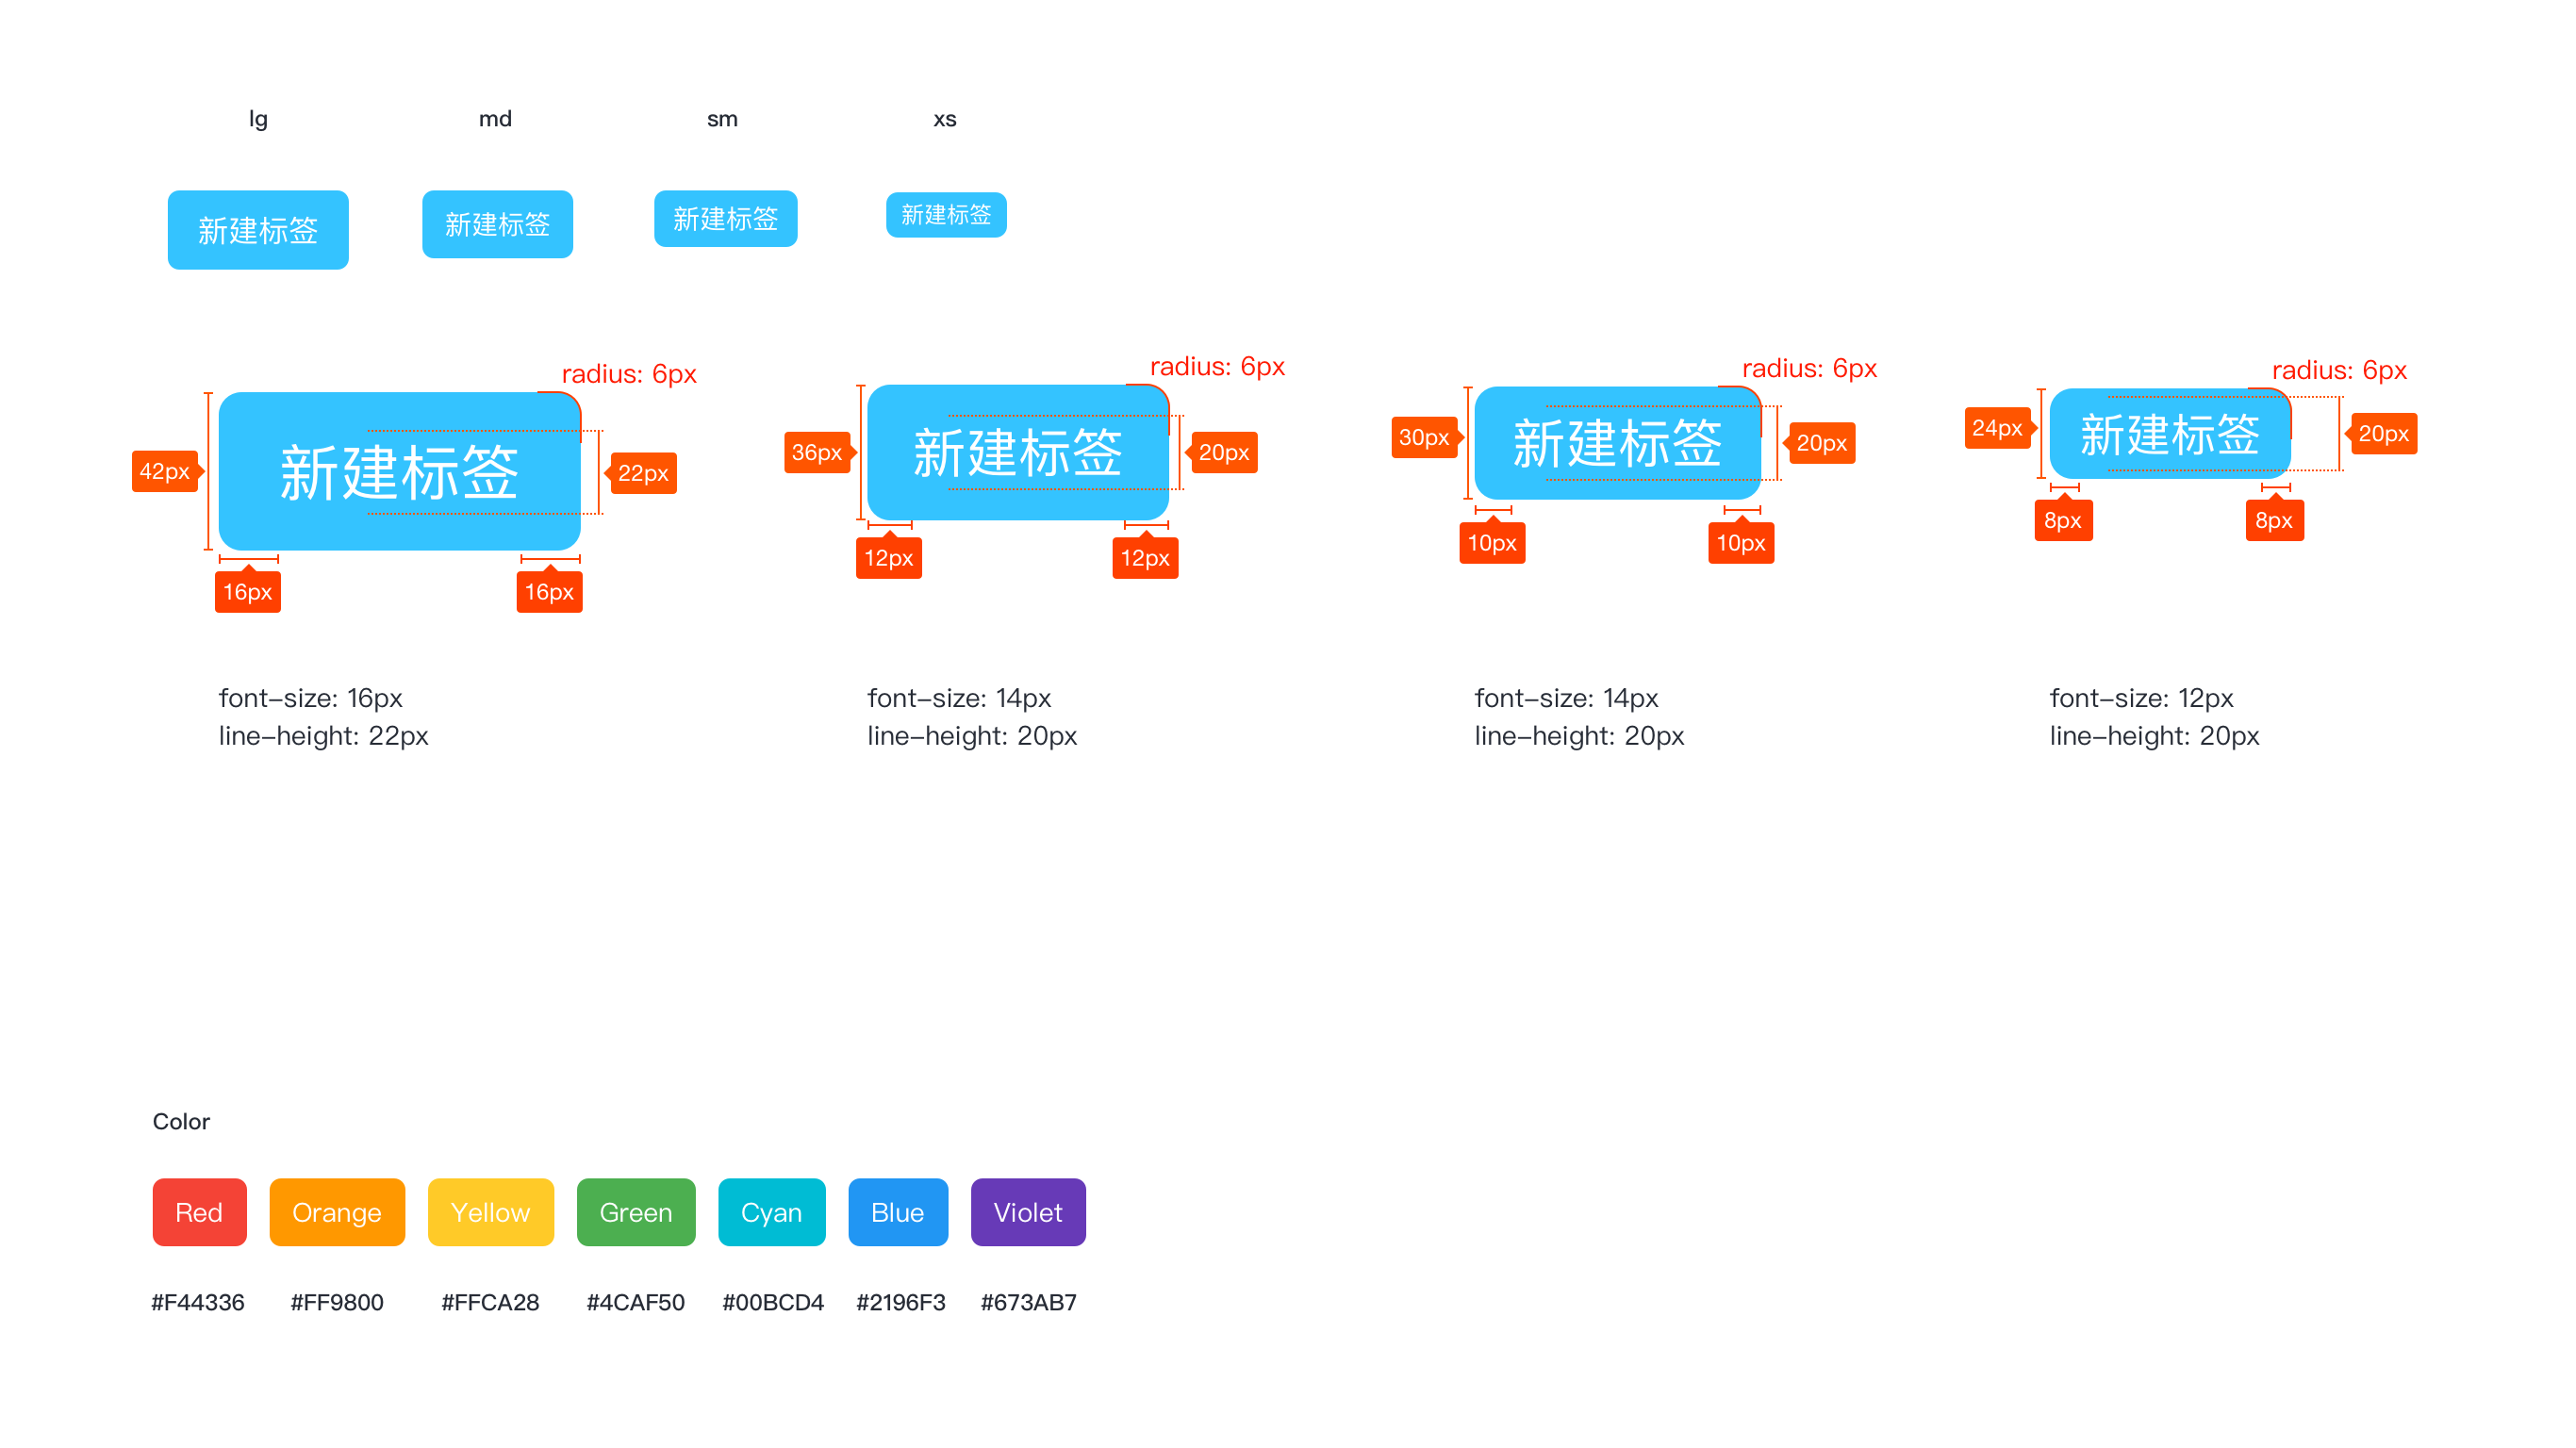 lg
md
sm
xs
新建标签
新建标签
新建标签
新建标签
radius: 6px
radius: 6px
radius: 6px
radius: 6px
42px
新建标签
22px
36px
新建标签
20px
30px
新建标签
20px
24px
新建标签
20px
16px
16px
12px
12px
10px
10px
8px
8px
font-size: 16px
line-height: 22px
font-size: 14px
line-height: 20px
font-size: 14px
line-height: 20px
font-size: 12px
line-height: 20px
Color
Red
Orange
Yellow
Green
Cyan
Blue
Violet
#F44336
#FF9800
#FFCA28
#4CAF50
#00BCD4
#2196F3
#673AB7